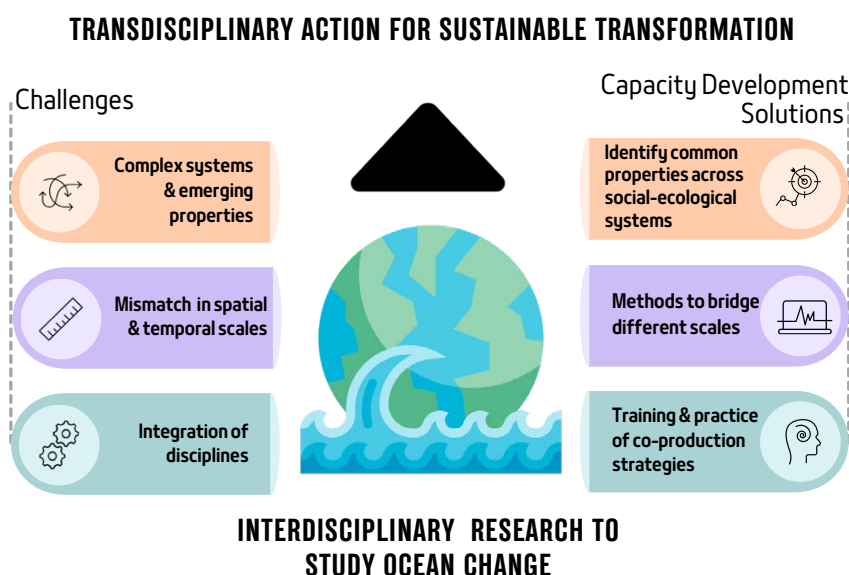 TRANSDISCIPLINARY ACTION FOR SUSTAINABLE TRANSFORMATION
Challenges
Complex systems
& emerging
properties
Mismatch in spatial
& temporal scales
Integration of
disciplines
Capacity Development
Solutions
Identify common
properties across
social-ecological
systems
Methods to bridge
different scales
Training & practice
of co-production
strategies
INTERDISCIPLINARY RESEARCH TO
STUDY OCEAN CHANGE